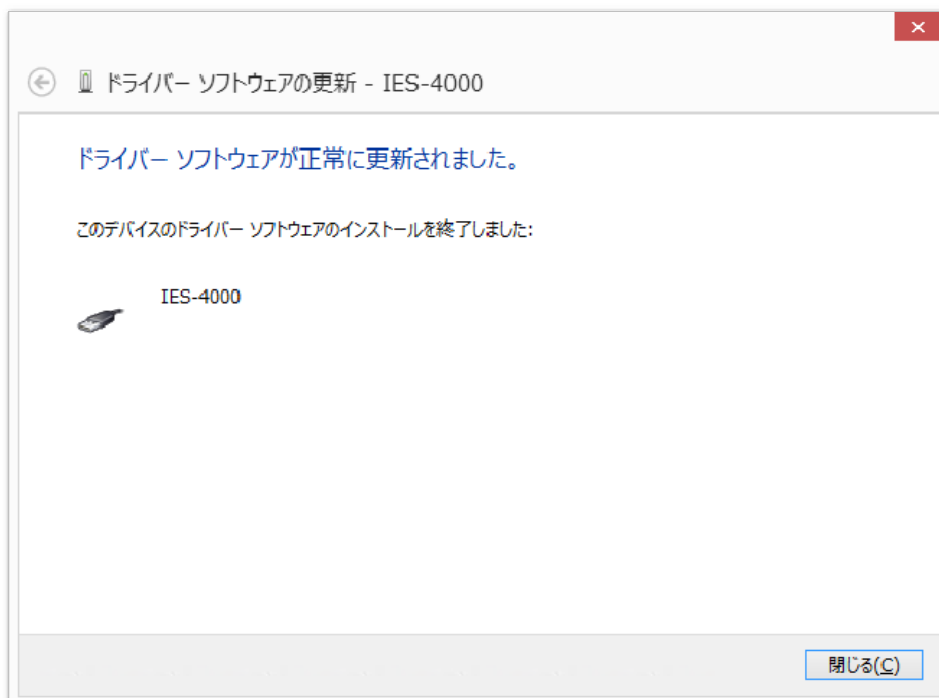 ドライバー ソフトウェアの更新 - IES-4000
ドライバー ソフトウェアが正常に更新されました。
このデバイスのドライバー ソフトウェアのインストールを終了しました:
IES-4000
閉じる(C)